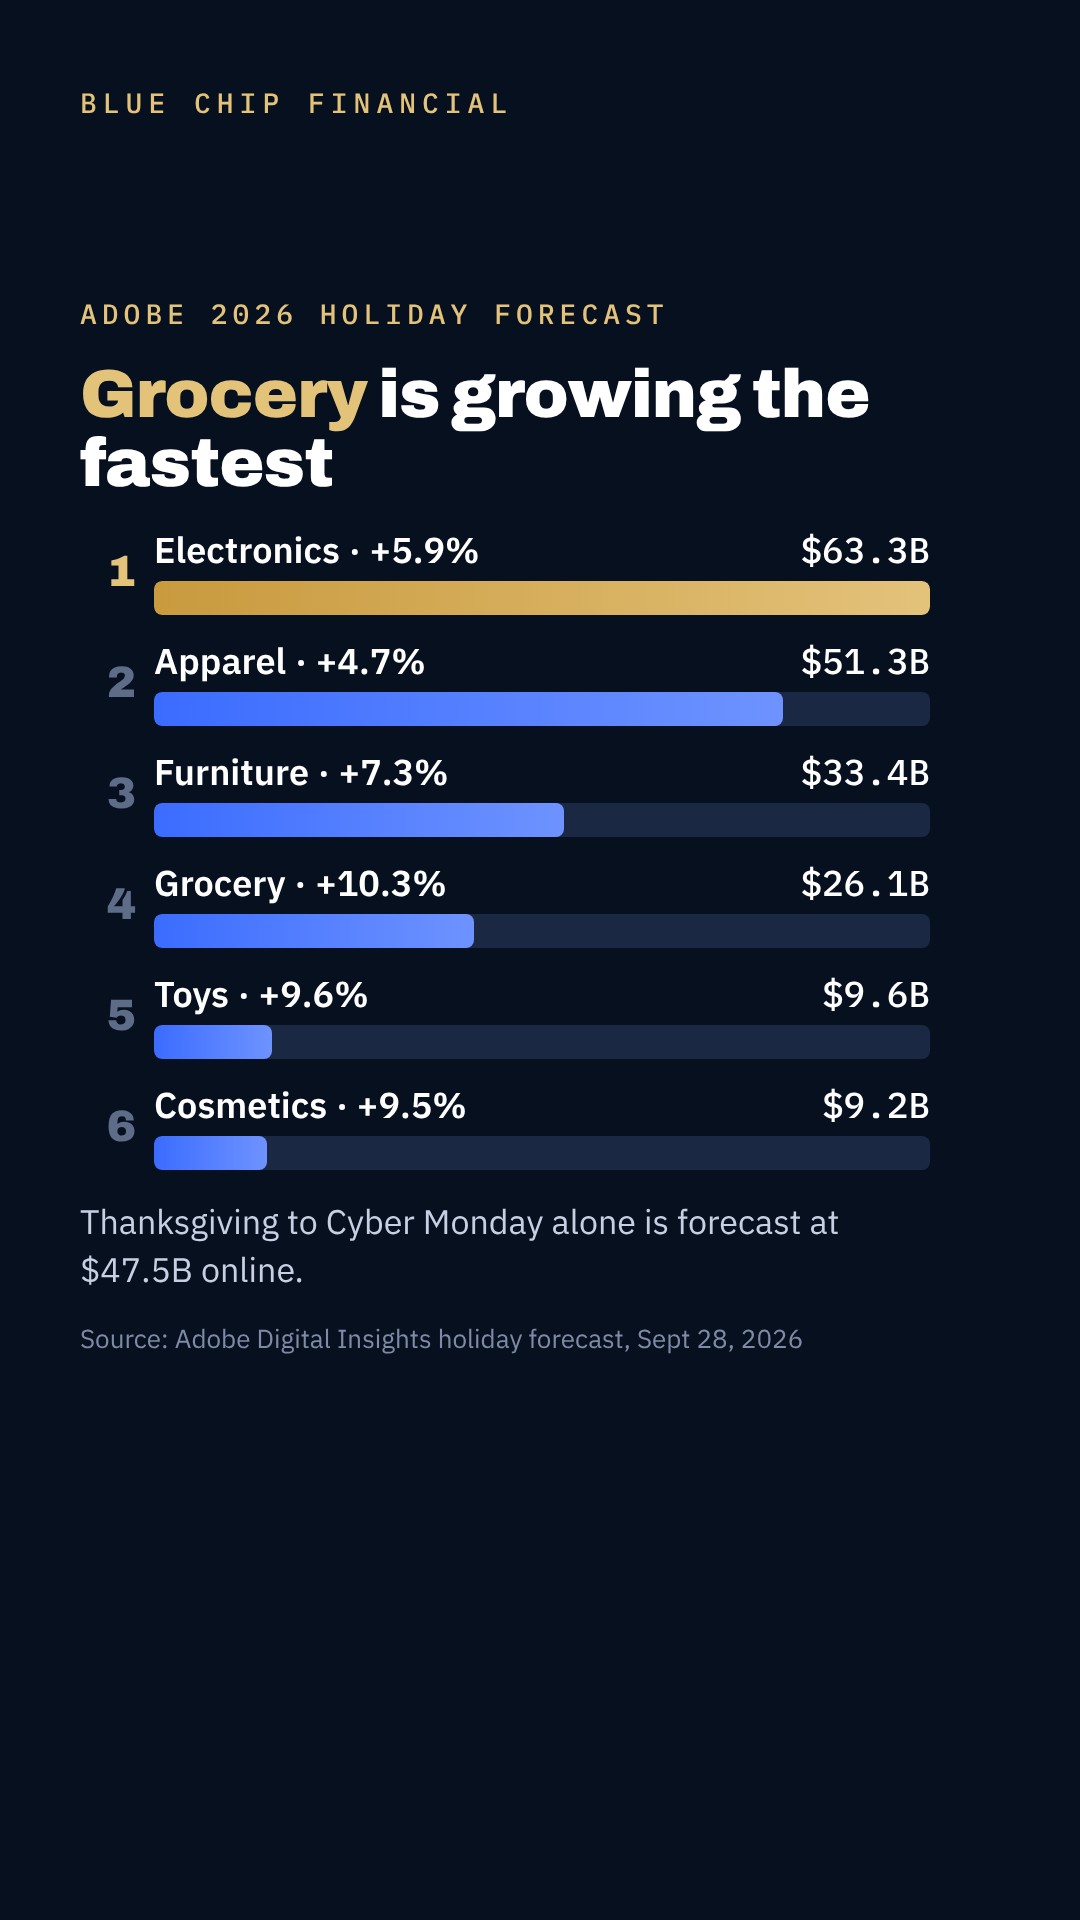 BLUE CHIP FINANCIAL
ADOBE 2026 HOLIDAY FORECAST
Grocery is growing the
fastest
1 Electronics · +5.9% $63.3B
2 Apparel · +4.7% $51.3B
3 Furniture · +7.3% $33.4B
4 Grocery · +10.3% $26.1B
5 Toys · +9.6% $9.6B
6 Cosmetics · +9.5% $9.2B
Thanksgiving to Cyber Monday alone is forecast at
$47.5B online.
Source: Adobe Digital Insights holiday forecast, Sept 28, 2026